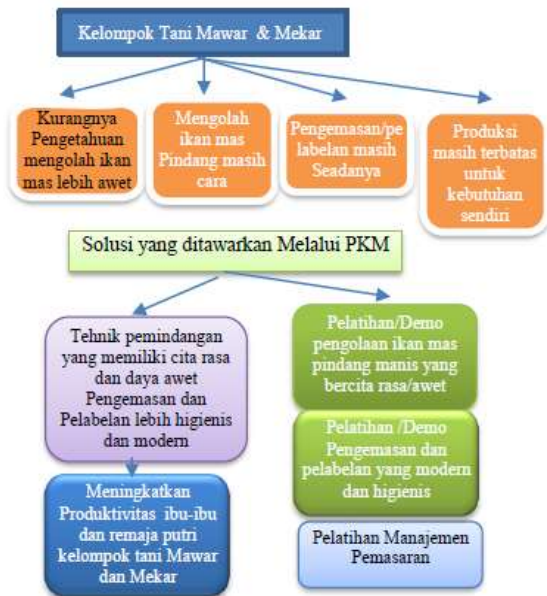 Kelompok Tani Mawar & Mekar
Kurangnya
Pengetahuan
mengolah ikan
mas lebih awet
Mengolah
ikan mas
Pindang masih
cara
Pengemasan/pe
labelan masih
Seadanya
Produksi
masih terbatas
untuk
kebutuhan
sendiri
Solusi yang ditawarkan Melalui PKM
Tehnik pemindangan
yang memiliki cita rasa
dan daya awet
Pengemasan dan
Pelabelan lebih higienis
dan modern
Meningkatkan
Produktivitas ibu-ibu
dan remaja putri
kelompok tani Mawar
dan Mekar
Pelatihan/Demo
pengolaan ikan mas
pindang manis yang
bercita rasa/awet
Pelatihan /Demo
Pengemasan dan
pelabelan yang modern
dan higienis
Pelatihan Manajemen
Pemasaran